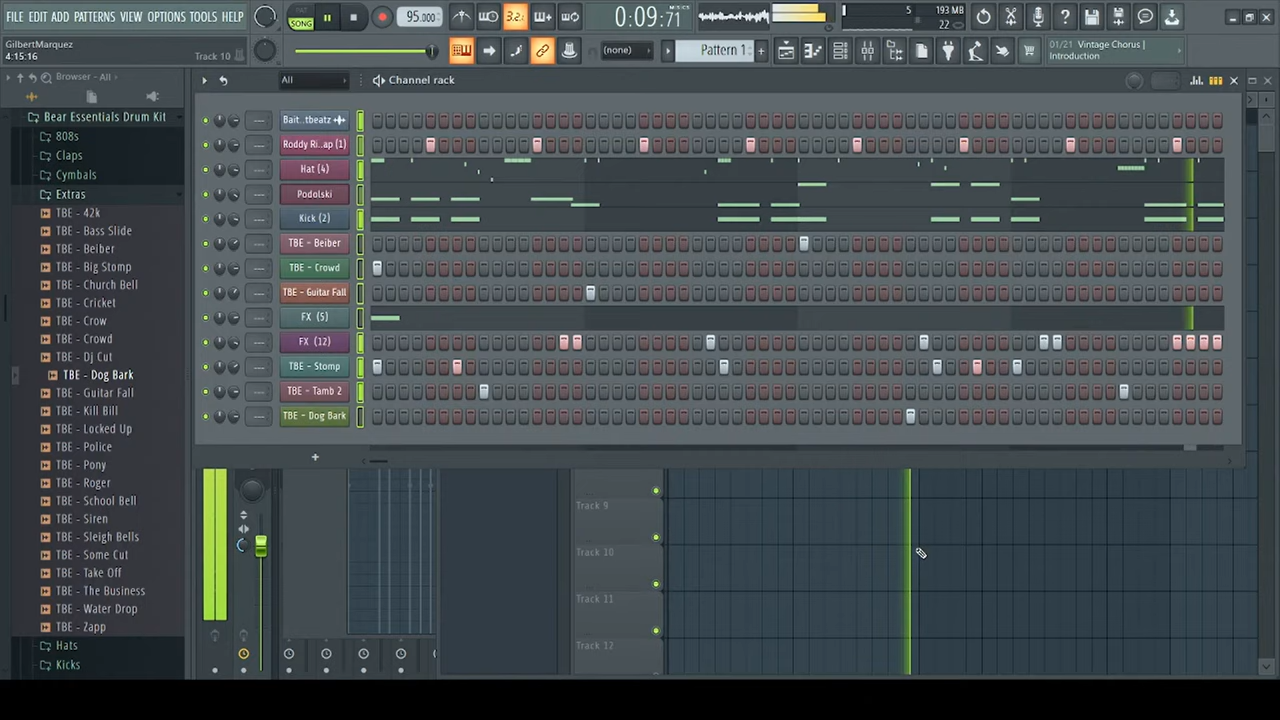 FILE EDIT ADD PATTERNS VIEW OPTIONS TOOLS HELP
PAT
SONG
95.000
3.2.
0:09:71
M:S:CS
5
193 MB
22
GilbertMarquez
4:15:16
Track 10
(none)
Pattern 1
01/21 Vintage Chorus |
Introduction
Browser - All
All
Channel rack
Bear Essentials Drum Kit
808s
Claps
Cymbals
Extras
TBE - 42k
TBE - Bass Slide
TBE - Beiber
TBE - Big Stomp
TBE - Church Bell
TBE - Cricket
TBE - Crow
TBE - Crowd
TBE - Dj Cut
TBE - Dog Bark
TBE - Guitar Fall
TBE - Kill Bill
TBE - Locked Up
TBE - Police
TBE - Pony
TBE - Roger
TBE - School Bell
TBE - Siren
TBE - Sleigh Bells
TBE - Some Cut
TBE - Take Off
TBE - The Business
TBE - Water Drop
TBE - Zapp
Hats
Kicks
Bait..tbeatz
Roddy Ri..ap (1)
Hat (4)
Podolski
Kick (2)
TBE - Beiber
TBE - Crowd
TBE - Guitar Fall
FX (5)
FX (12)
TBE - Stomp
TBE - Tamb 2
TBE - Dog Bark
Track 9
Track 10
Track 11
Track 12